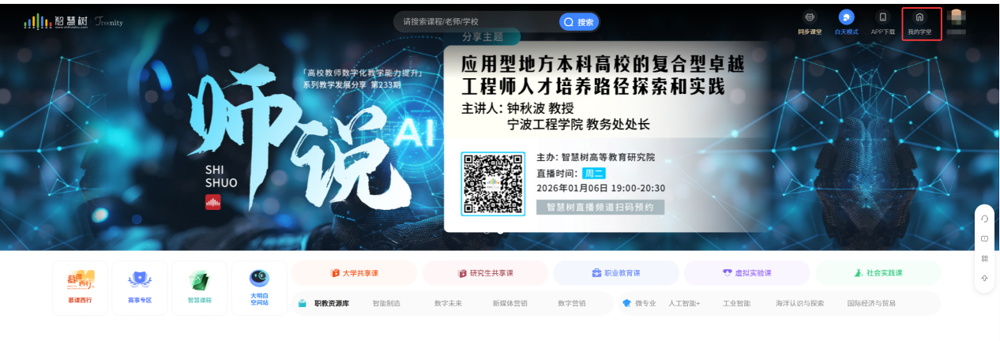 智慧树 Treenity
www.zhihuishu.com
请搜索课程/老师/学校
搜索
同步课堂
白天模式
APP下载
我的学堂
分享主题
应用型地方本科高校的复合型卓越
工程师人才培养路径探索和实践
主讲人: 钟秋波 教授
宁波工程学院 教务处处长
「高校教师数字化教学能力提升」
系列教学发展分享 第233期
师说
AI
SHI
SHUO
主办: 智慧树高等教育研究院
直播时间: 周二
2026年01月06日 19:00-20:30
智慧树直播频道扫码预约
慕课西行
慕课西行
赛事专区
智慧课程
大明白
空间站
大学共享课
研究生共享课
职业教育课
虚拟实验课
社会实践课
职教资源库
智能制造
数字未来
新媒体营销
数字营销
微专业
人工智能+
工业智能
海洋认识与探索
国际经济与贸易